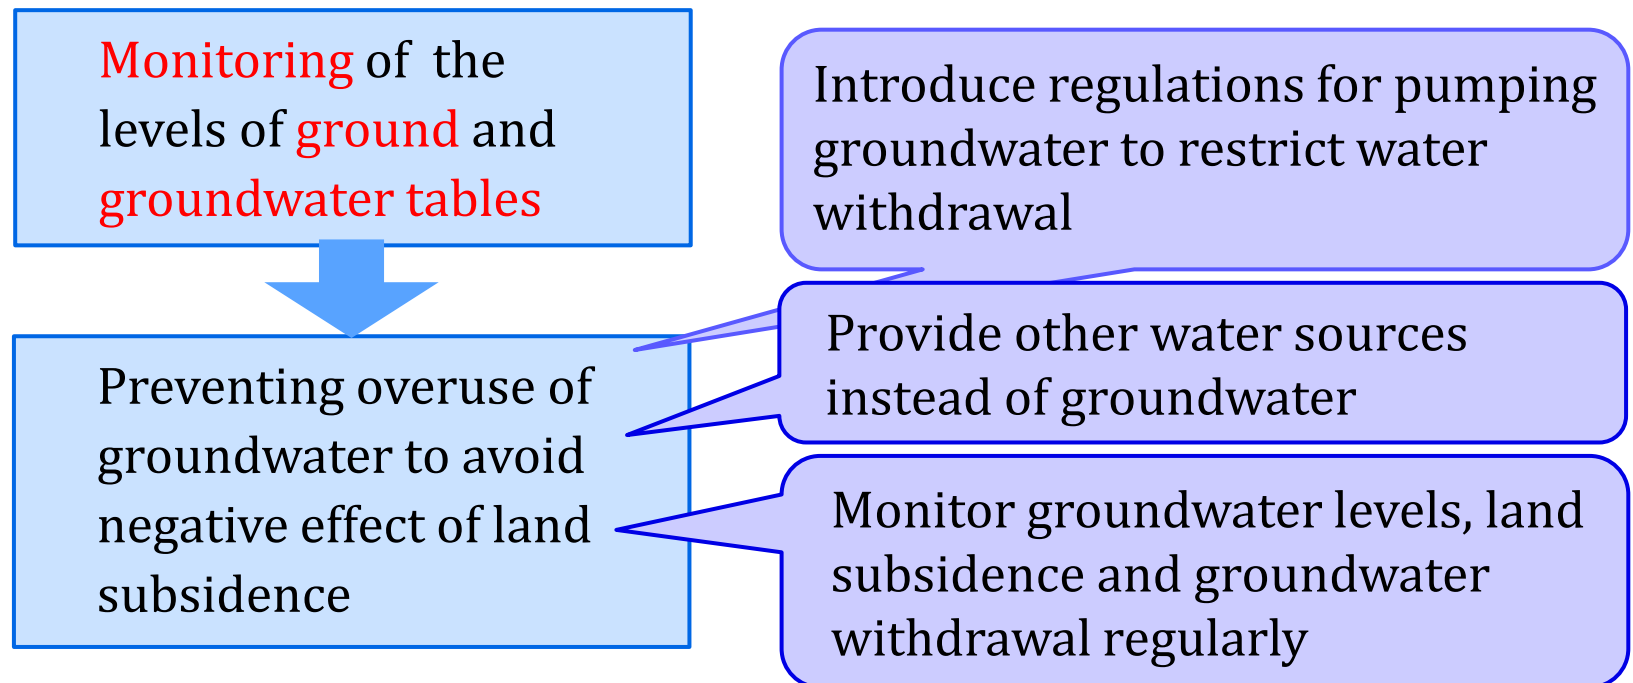 Monitoring of the
levels of ground and
groundwater tables
Preventing overuse of
groundwater to avoid
negative effect of land
subsidence
Introduce regulations for pumping
groundwater to restrict water
withdrawal
Provide other water sources
instead of groundwater
Monitor groundwater levels, land
subsidence and groundwater
withdrawal regularly